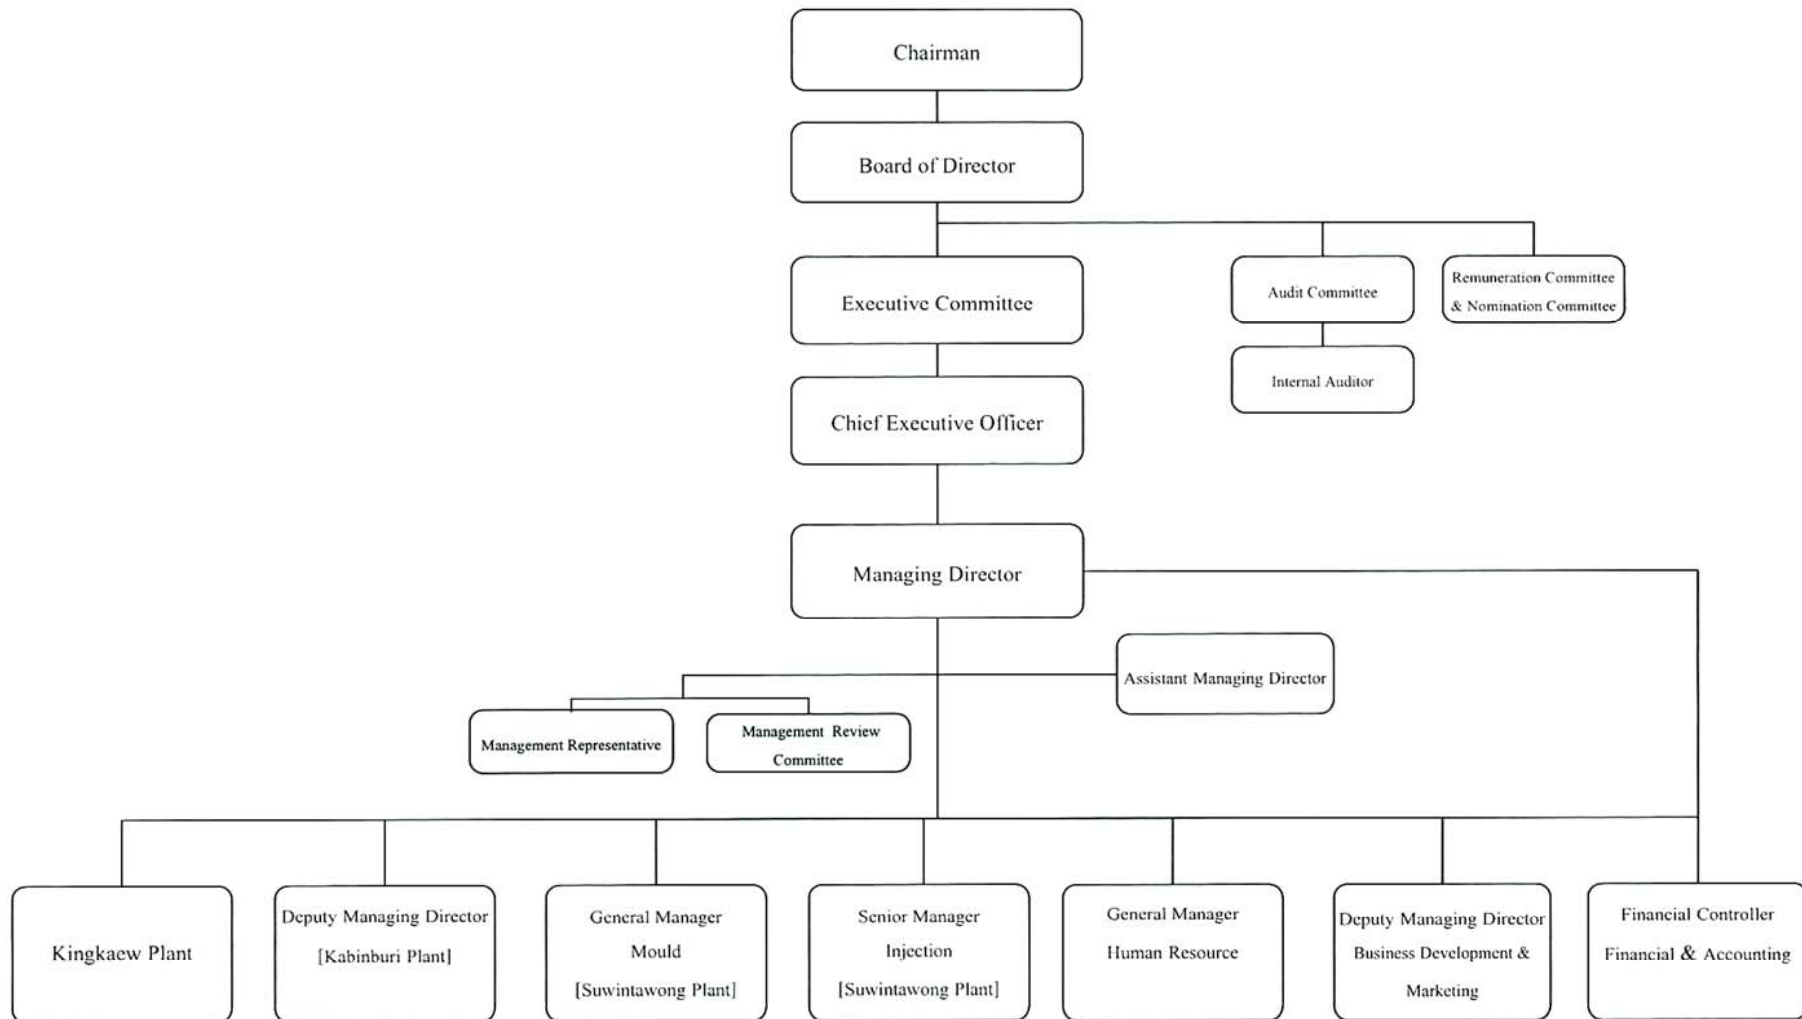 Chairman
Board of Director
Executive Committee
Audit Committee
Remuneration Committee
& Nomination Committee
Internal Auditor
Chief Executive Officer
Managing Director
Assistant Managing Director
Management Representative
Management Review
Committee
Kingkaew Plant
Deputy Managing Director
[Kabinburi Plant]
General Manager
Mould
[Suwintawong Plant]
Senior Manager
Injection
[Suwintawong Plant]
General Manager
Human Resource
Deputy Managing Director
Business Development &
Marketing
Financial Controller
Financial & Accounting